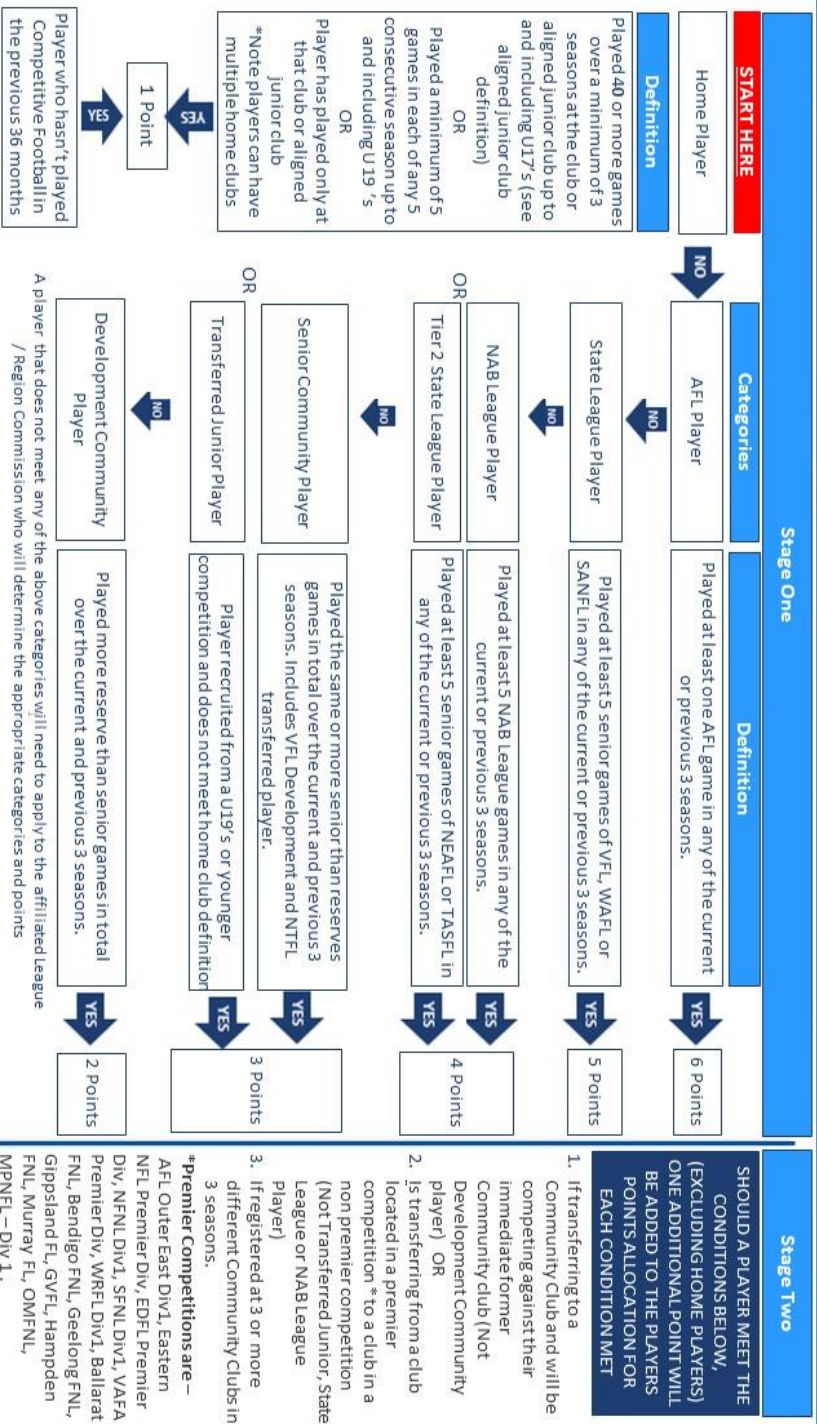 Stage One
START HERE
Home Player
Definition
Played 40 or more games
over a minimum of 3
seasons at the club or
aligned junior club up to
and including U17's (see
aligned junior club
definition)
OR
Played a minimum of 5
games in each of any 5
consecutive season up to
and including U19 's
OR
Player has played only at
that club or aligned
junior club
*Note players can have
multiple home clubs
YES
1 Point
YES
Player who hasn't played
Competitive Football in
the previous 36 months
NO
Categories
Definition
AFL Player
Played at least one AFL game in any of the current
or previous 3 seasons.
YES
6 Points
NO
State League Player
Played at least 5 senior games of VFL, WAFL or
SANFL in any of the current or previous 3 seasons.
YES
5 Points
NO
NAB League Player
Played at least 5 NAB League games in any of the
current or previous 3 seasons.
YES
OR
Tier 2 State League Player
Played at least 5 senior games of NEAFL or TASFL in
any of the current or previous 3 seasons.
YES
4 Points
NO
Senior Community Player
Played the same or more senior than reserves
games in total over the current and previous 3
seasons. Includes VFL Development and NTFL
transferred player.
YES
OR
Transferred Junior Player
Player recruited from a U19's or younger
competition and does not meet home club definition
YES
3 Points
NO
Development Community
Player
Played more reserve than senior games in total
over the current and previous 3 seasons.
YES
2 Points
A player that does not meet any of the above categories will need to apply to the affiliated League
/ Region Commission who will determine the appropriate categories and points
Stage Two
SHOULD A PLAYER MEET THE
CONDITIONS BELOW,
(EXCLUDING HOME PLAYERS)
ONE ADDITIONAL POINT WILL
BE ADDED TO THE PLAYERS
POINTS ALLOCATION FOR
EACH CONDITION MET
1. If transferring to a
Community Club and will be
competing against their
immediate former
Community club (Not
Development Community
player) OR
2. Is transferring from a club
located in a premier
competition * to a club in a
non premier competition
(Not Transferred Junior, State
League or NAB League
Player)
3. If registered at 3 or more
different Community Clubs in
3 seasons.
*Premier Competitions are –
AFL Outer East Div1, Eastern
NFL Premier Div, EDFL Premier
Div, NFNL Div1, SFNL Div1, VAFA
Premier Div, WRFL Div1, Ballarat
FNL, Bendigo FNL, Geelong FNL,
Gippsland FL, GVFL, Hampden
FNL, Murray FL, OMFNL,
MPNFL – Div 1 .